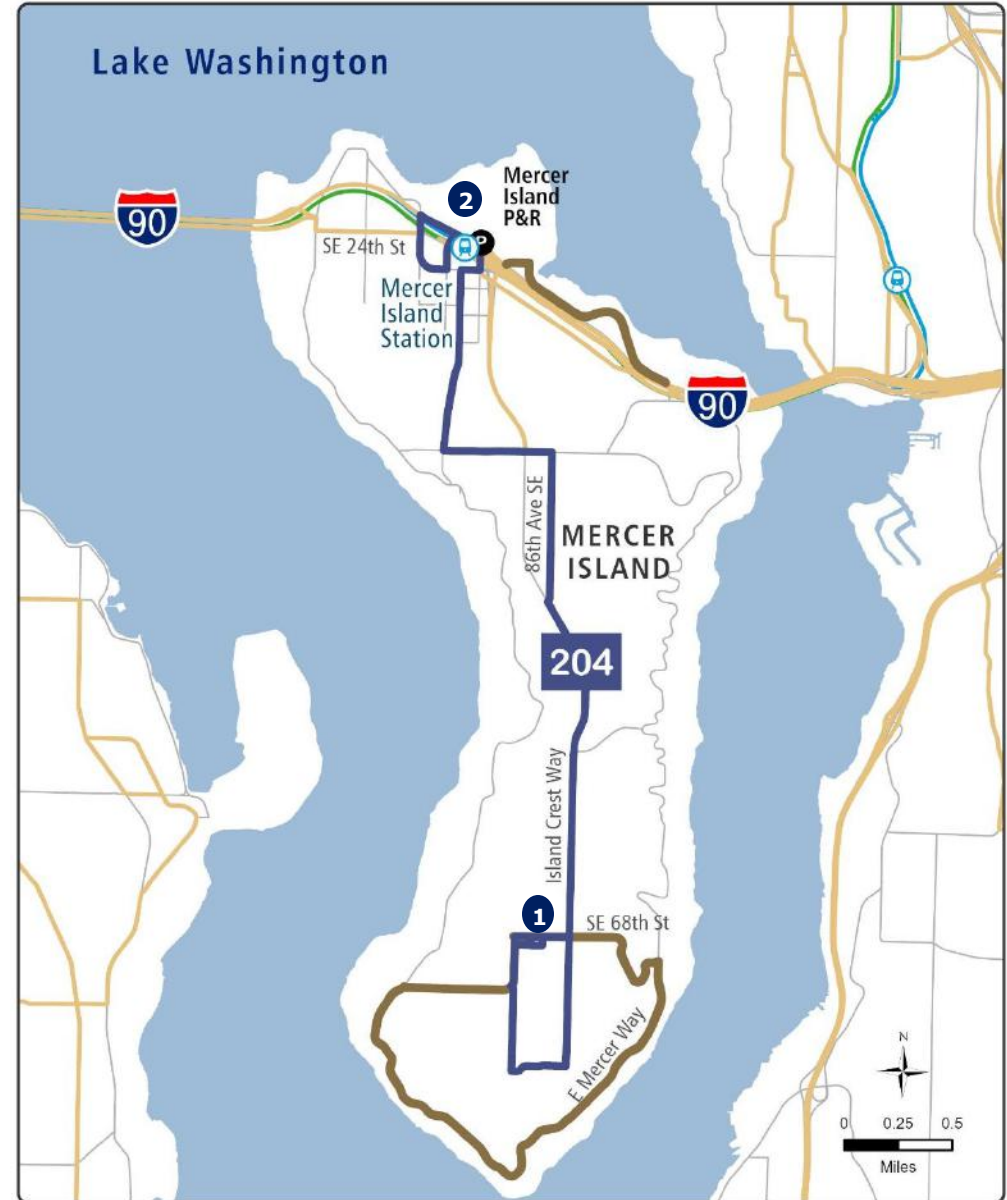 Lake Washington
90
2
Mercer
Island
P&R
P
SE 24th St
Mercer
Island
Station
90
86th Ave SE
MERCER
ISLAND
204
Island Crest Way
1
SE 68th St
E Mercer Way
N
0 0.25 0.5
Miles